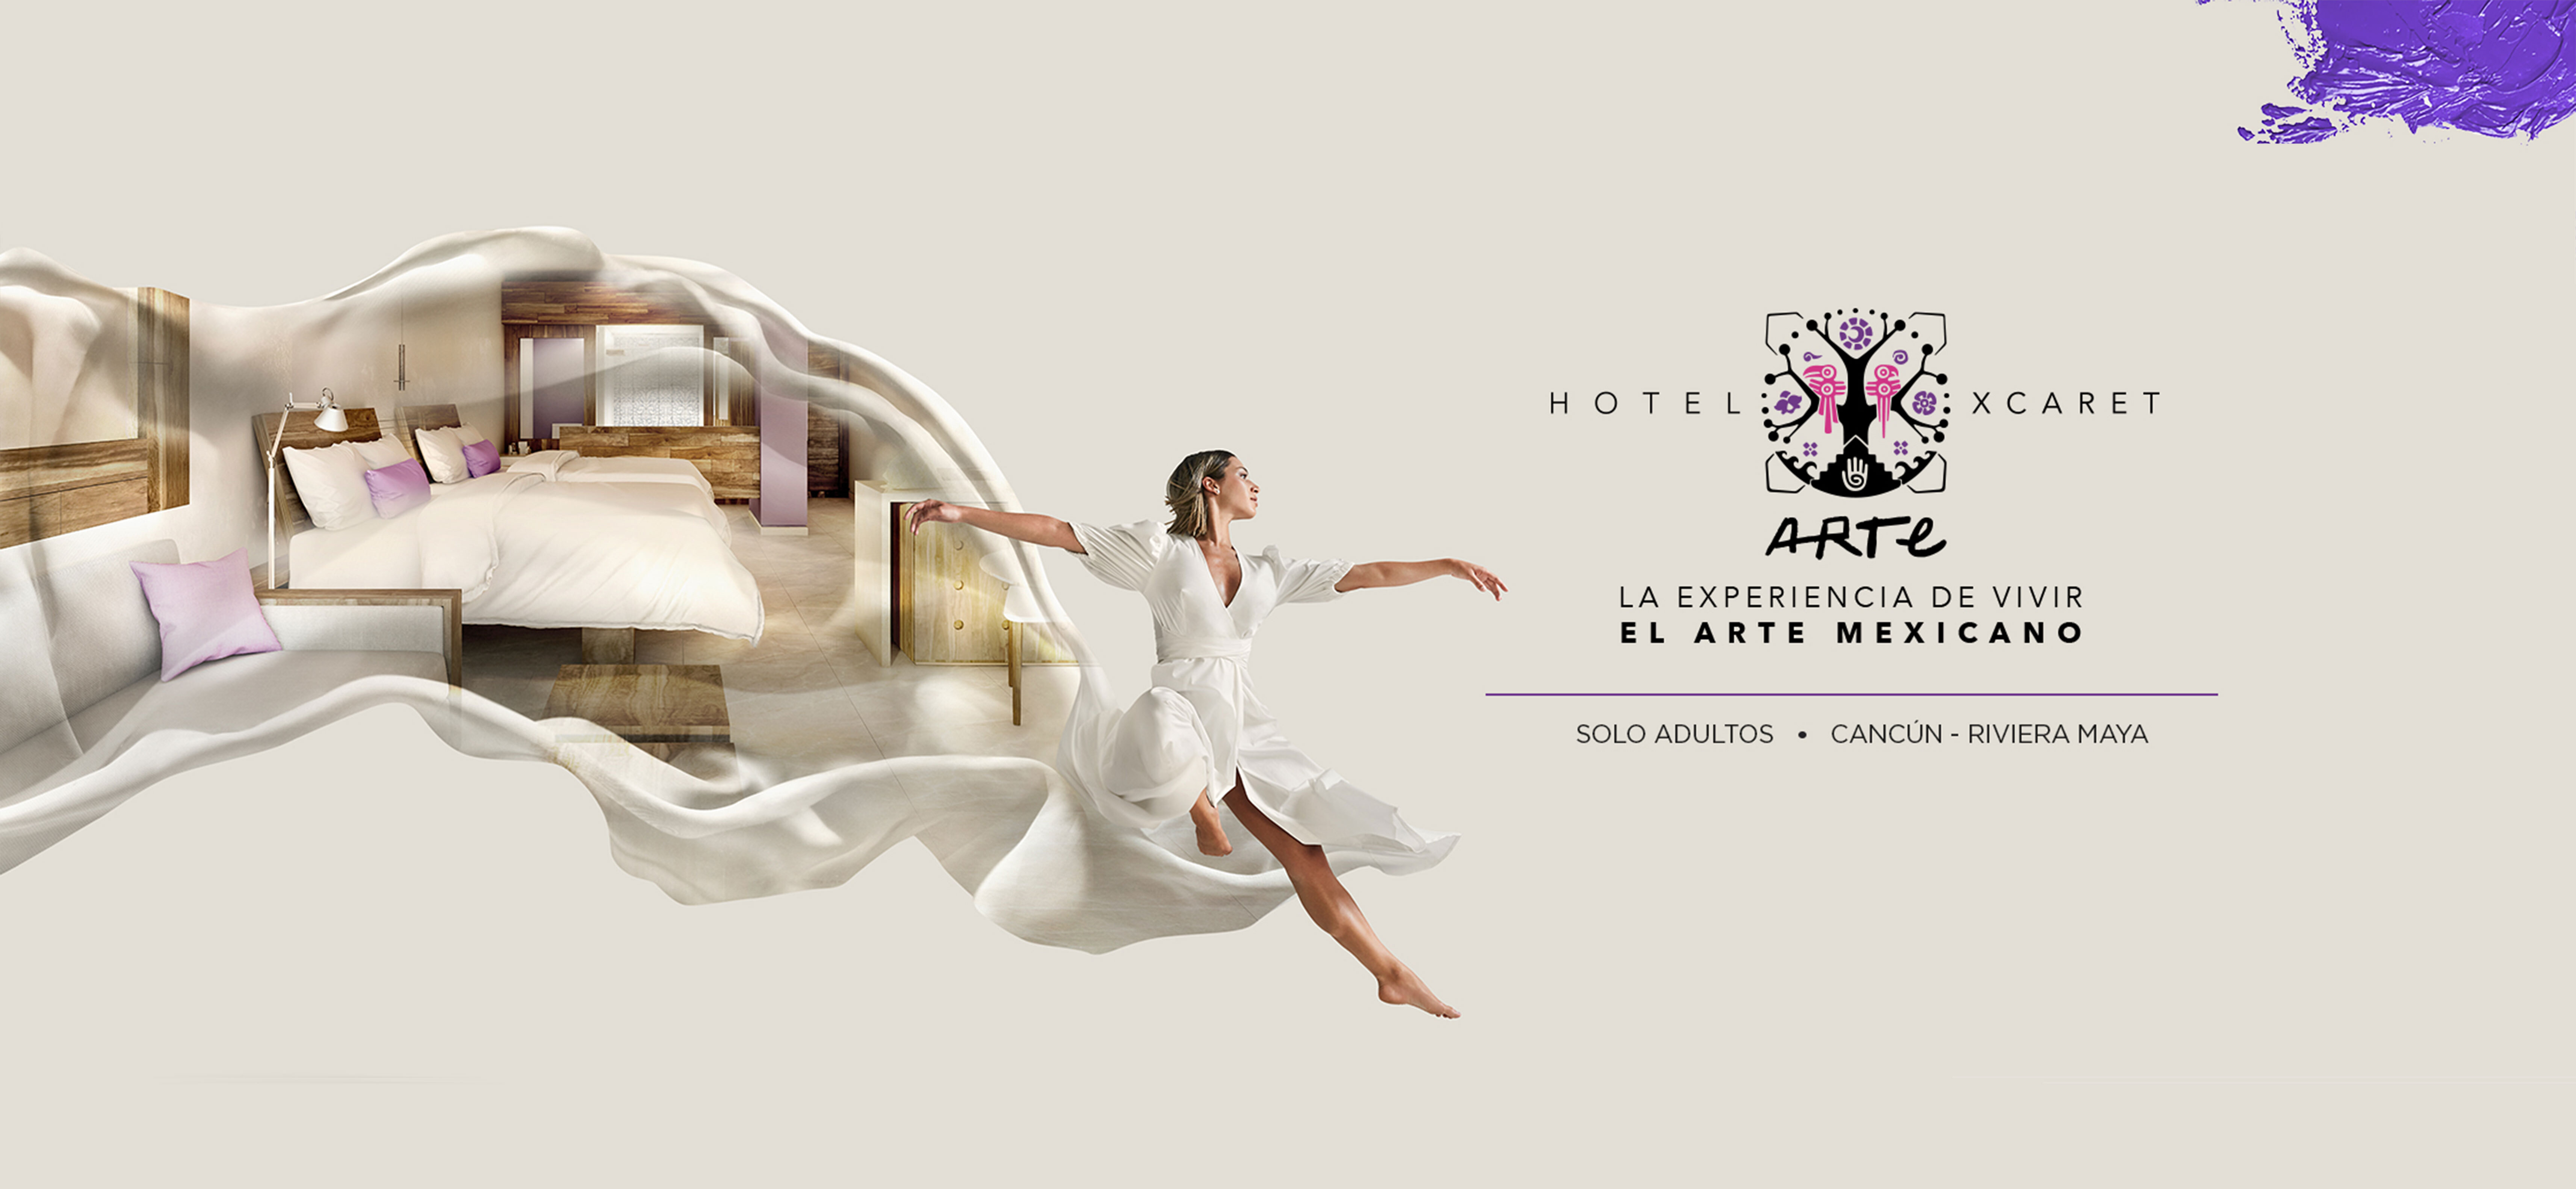 HOTEL XCARET
ARTe
LA EXPERIENCIA DE VIVIR
EL ARTE MEXICANO
SOLO ADULTOS • CANCÚN - RIVIERA MAYA